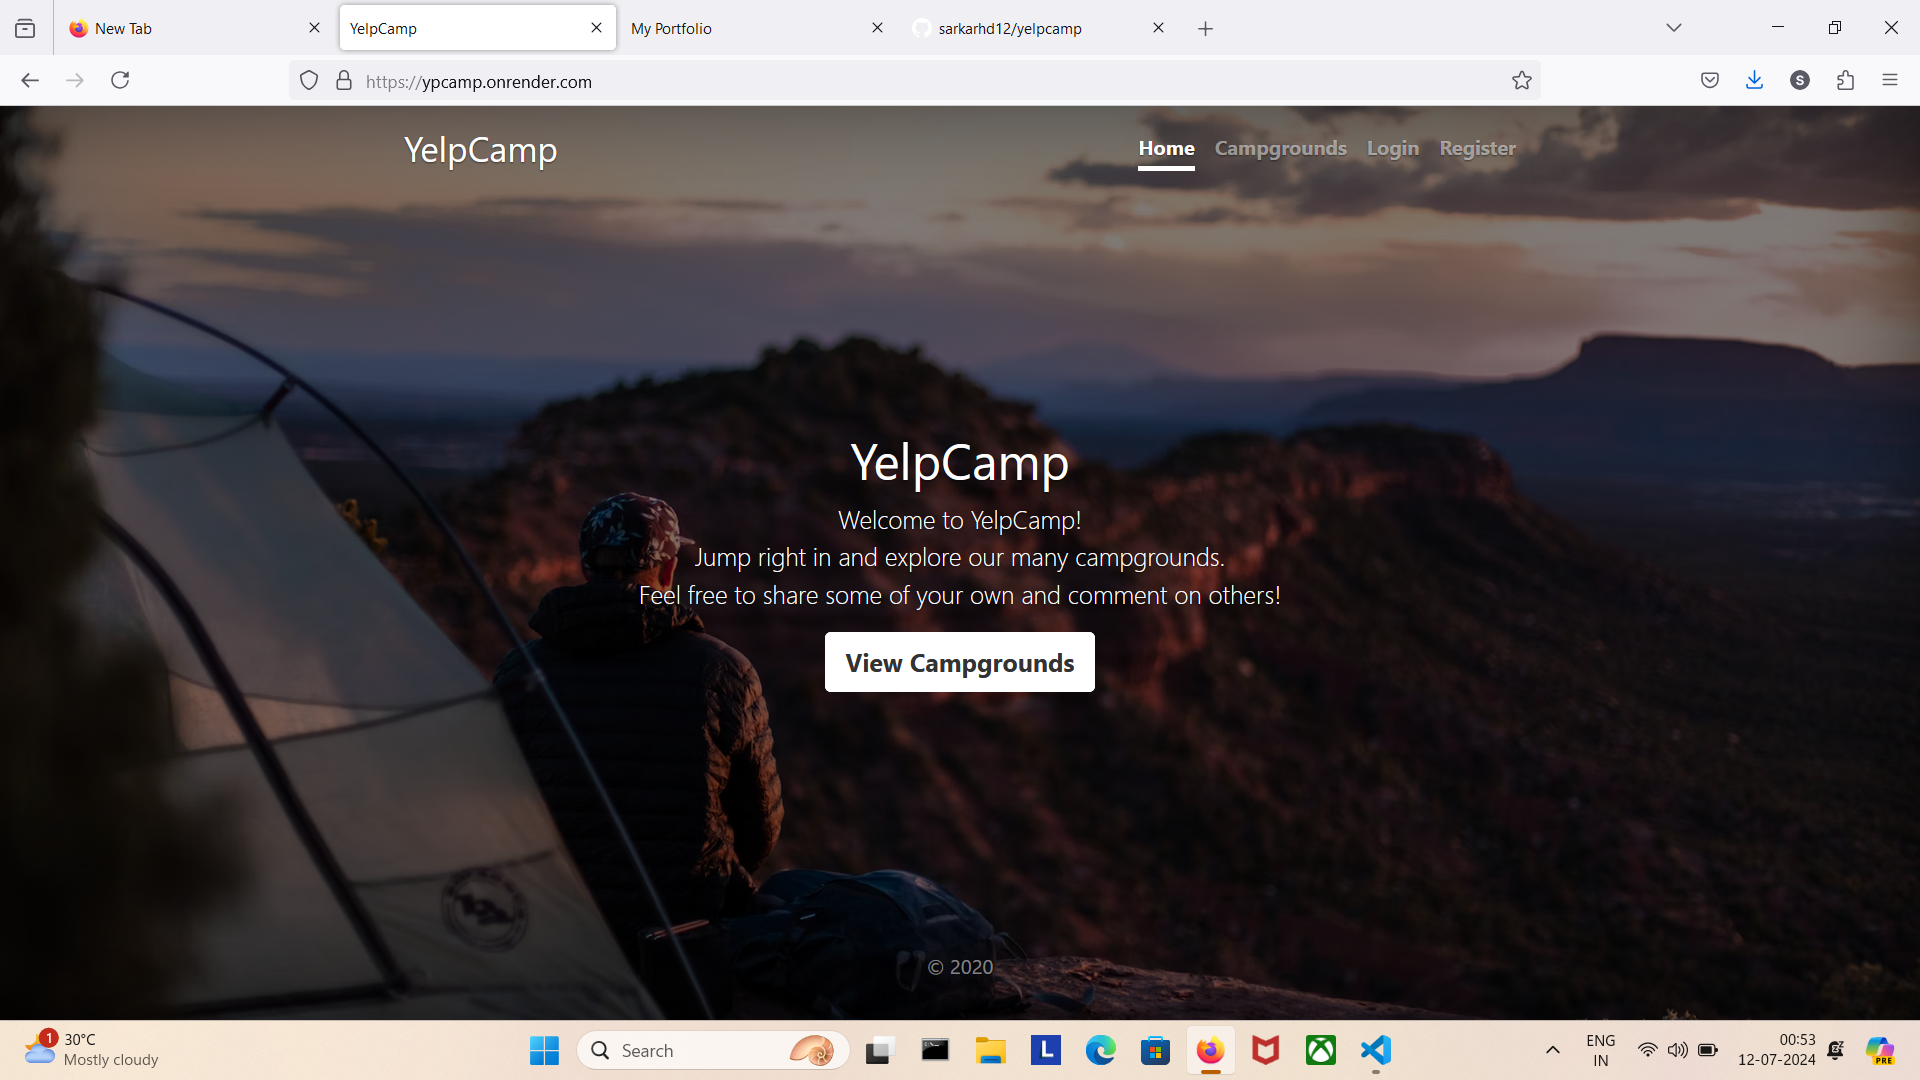 New Tab
YelpCamp
My Portfolio
sarkarhd12/yelpcamp
https://ypcamp.onrender.com
YelpCamp
Home Campgrounds Login Register
YelpCamp
Welcome to YelpCamp!
Jump right in and explore our many campgrounds.
Feel free to share some of your own and comment on others!
View Campgrounds
© 2020
1
30°C
Mostly cloudy
Search
L
ENG
IN
00:53
12-07-2024
PRE
S